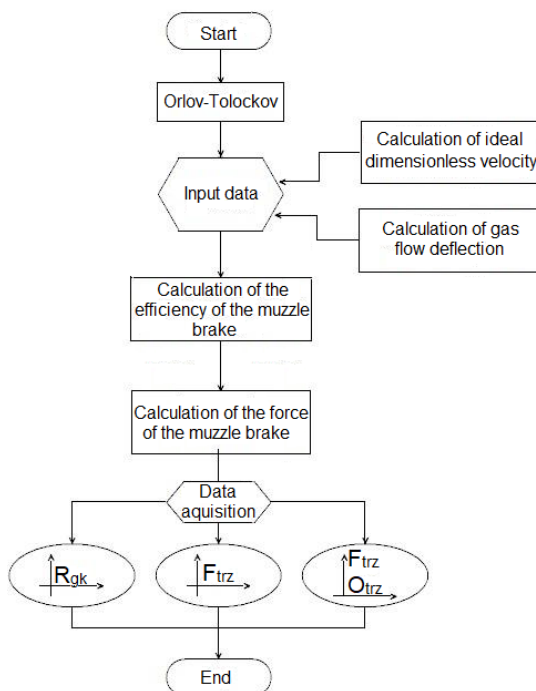 Start
Orlov-Tolockov
Calculation of ideal
dimensionless velocity
Input data
Calculation of gas
flow deflection
Calculation of the
efficiency of the muzzle
brake
Calculation of the force
of the muzzle brake
Data
aquisition
Rgk
Ftrz
Ftrz
Otrz
End